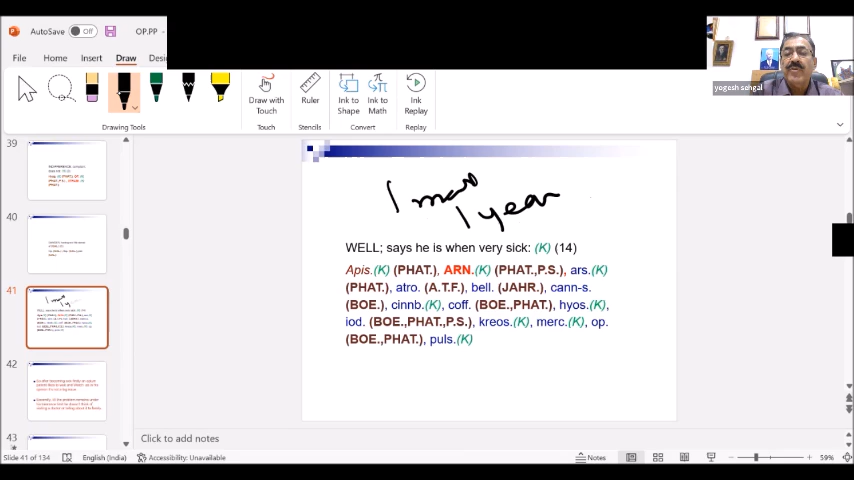 AutoSave Off OP.PP
yogesh sehgal
File Home Insert Draw Desi
Draw with Touch Ruler Ink to Shape Ink to Math Ink Replay
Drawing Tools Touch Stencils Convert Replay
39
40
41
42
43
1 year
WELL; says he is when very sick: (K) (14)
Apis.(K) (PHAT.), ARN.(K) (PHAT.,P.S.), ars.(K)
(PHAT.), atro. (A.T.F.), bell. (JAHR.), cann-s.
(BOE.), cinnb.(K), coff. (BOE.,PHAT.), hyos.(K),
iod. (BOE.,PHAT.,P.S.), kreos.(K), merc.(K), op.
(BOE.,PHAT.), puls.(K)
Click to add notes
Slide 41 of 134 English (India) Accessibility: Unavailable Notes 59%